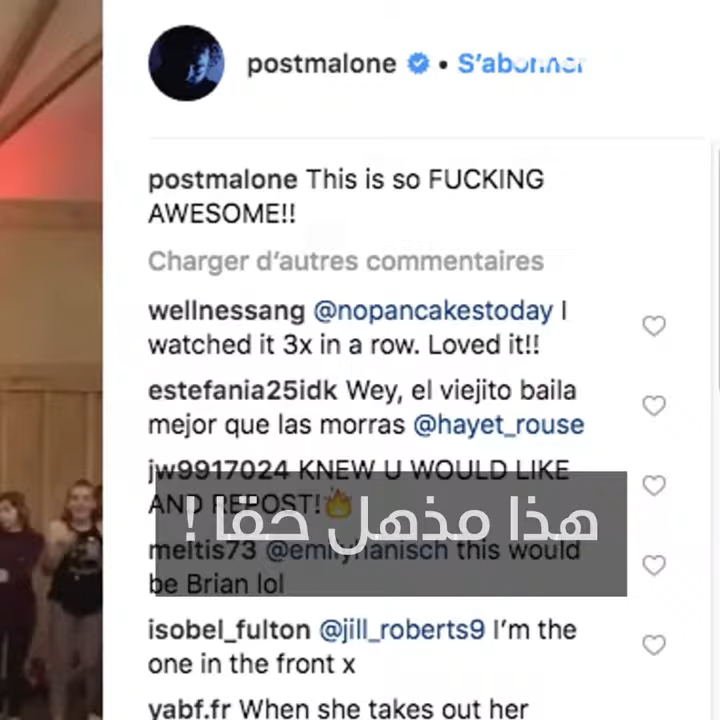 postmalone • S'abonner
postmalone This is so FUCKING
AWESOME!!
Charger d'autres commentaires
wellnessang @nopancakestoday I
watched it 3x in a row. Loved it!!
estefania25idk Wey, el viejito baila
mejor que las morras @hayet_rouse
jw9917024 KNEW U WOULD LIKE
AND REPOST!🔥
هذا مذهل حقا !
meltis73 @emilyhanisch this would
be Brian lol
isobel_fulton @jill_roberts9 I'm the
one in the front x
yabf.fr When she takes out her